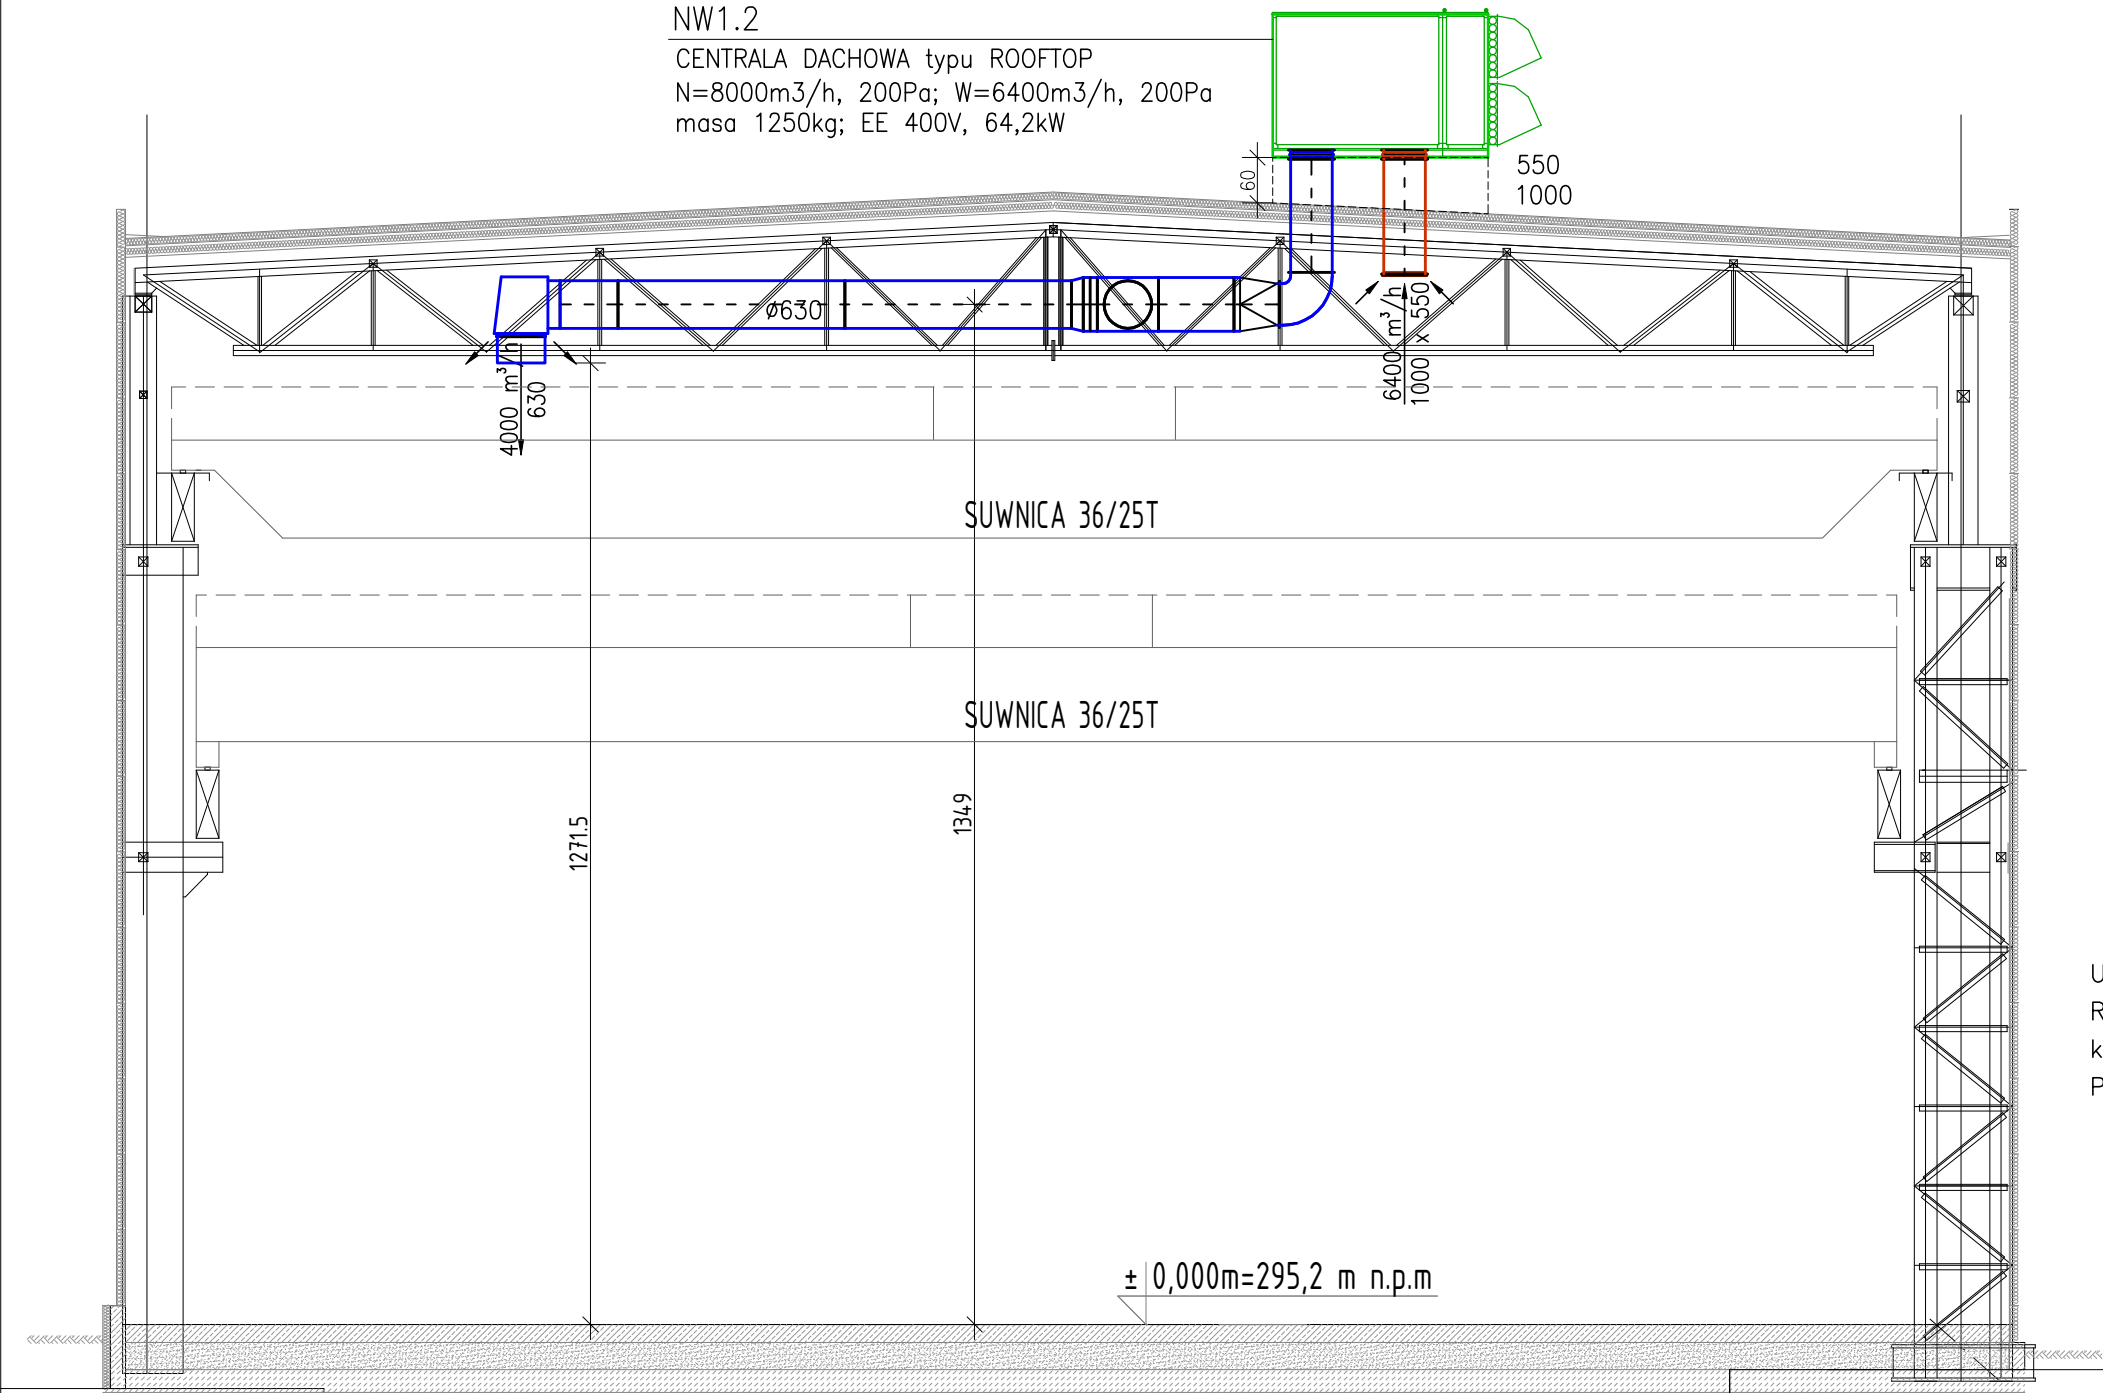 NW1.2
CENTRALA DACHOWA typu ROOFTOP
N=8000m3/h, 200Pa; W=6400m3/h, 200Pa
masa 1250kg; EE 400V, 64,2kW
60
550
1000
ø630
4000 m³/h
630
6400 m³/h
1000 x 550
SUWNICA 36/25T
SUWNICA 36/25T
1271.5
1349
± 0,000m=295,2 m n.p.m
U
R
k
P